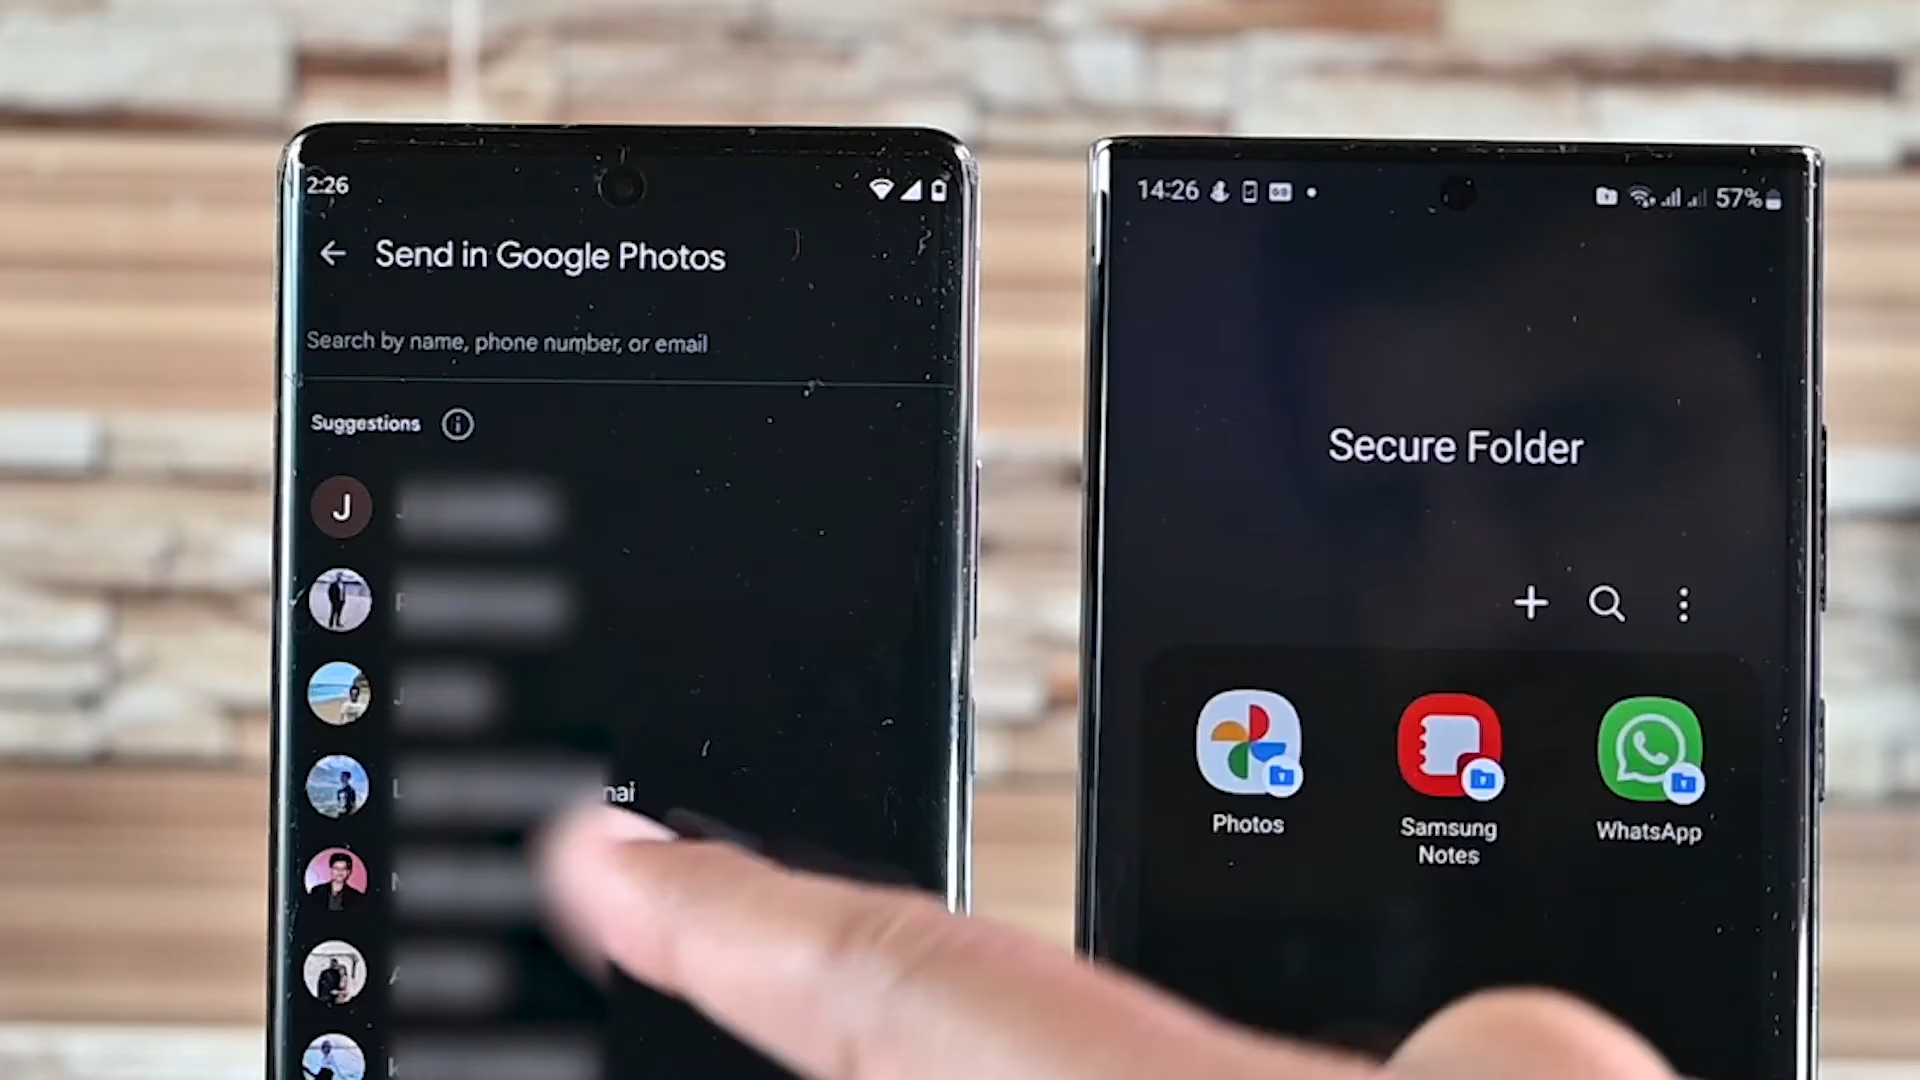 2:26
Send in Google Photos
Search by name, phone number, or email
Suggestions
J
nai
14:26
57%
Secure Folder
Photos
Samsung
Notes
WhatsApp